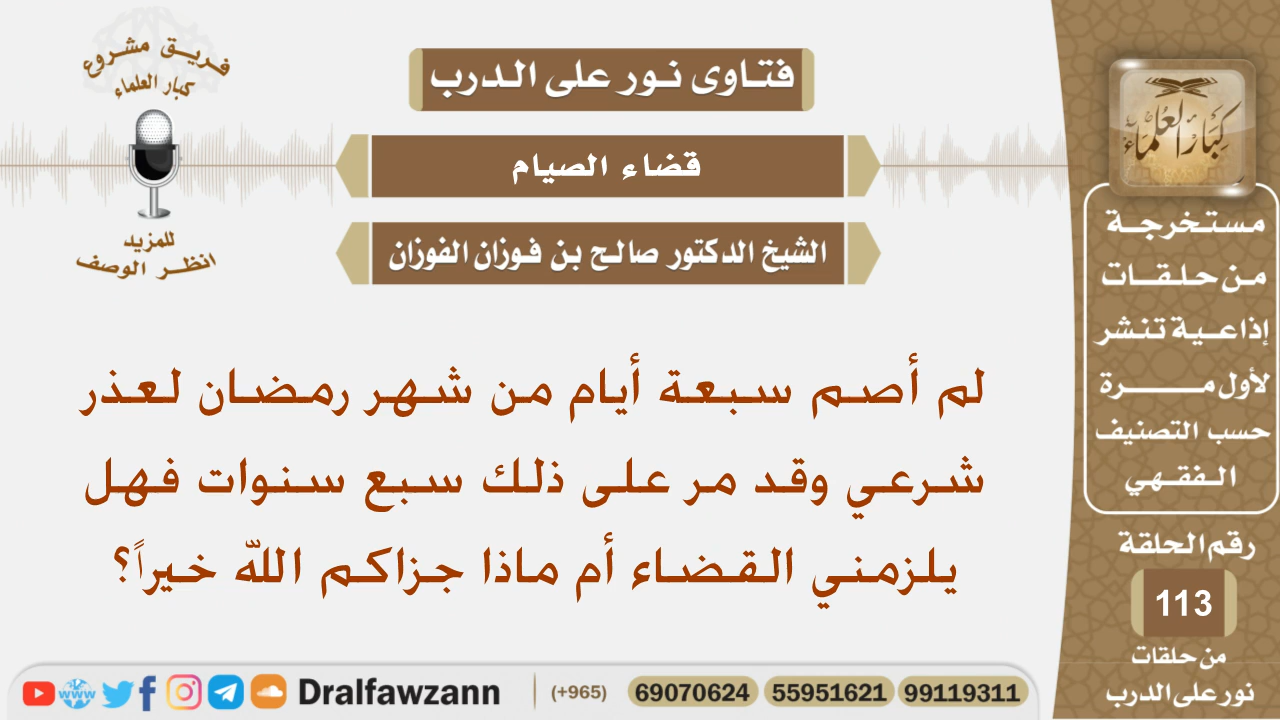 فتاوى نور على الدرب
قضاء الصيام
الشيخ الدكتور صالح بن فوزان الفوزان
فريق مشروع
كبار العلماء
للمزيد
انظر الوصف
لم أصم سبعة أيام من شهر رمضان لعذر
شرعي وقد مر على ذلك سبع سنوات فهل
يلزمني القضاء أم ماذا جزاكم الله خيراً؟
كبار العلماء
مستخرجة
من حلقات
إذاعية تنشر
لأول مرة
حسب التصنيف
الفقهي
رقم الحلقة
113
من حلقات
نور على الدرب
www
Dralfawzann
(+965) 69070624 55951621 99119311